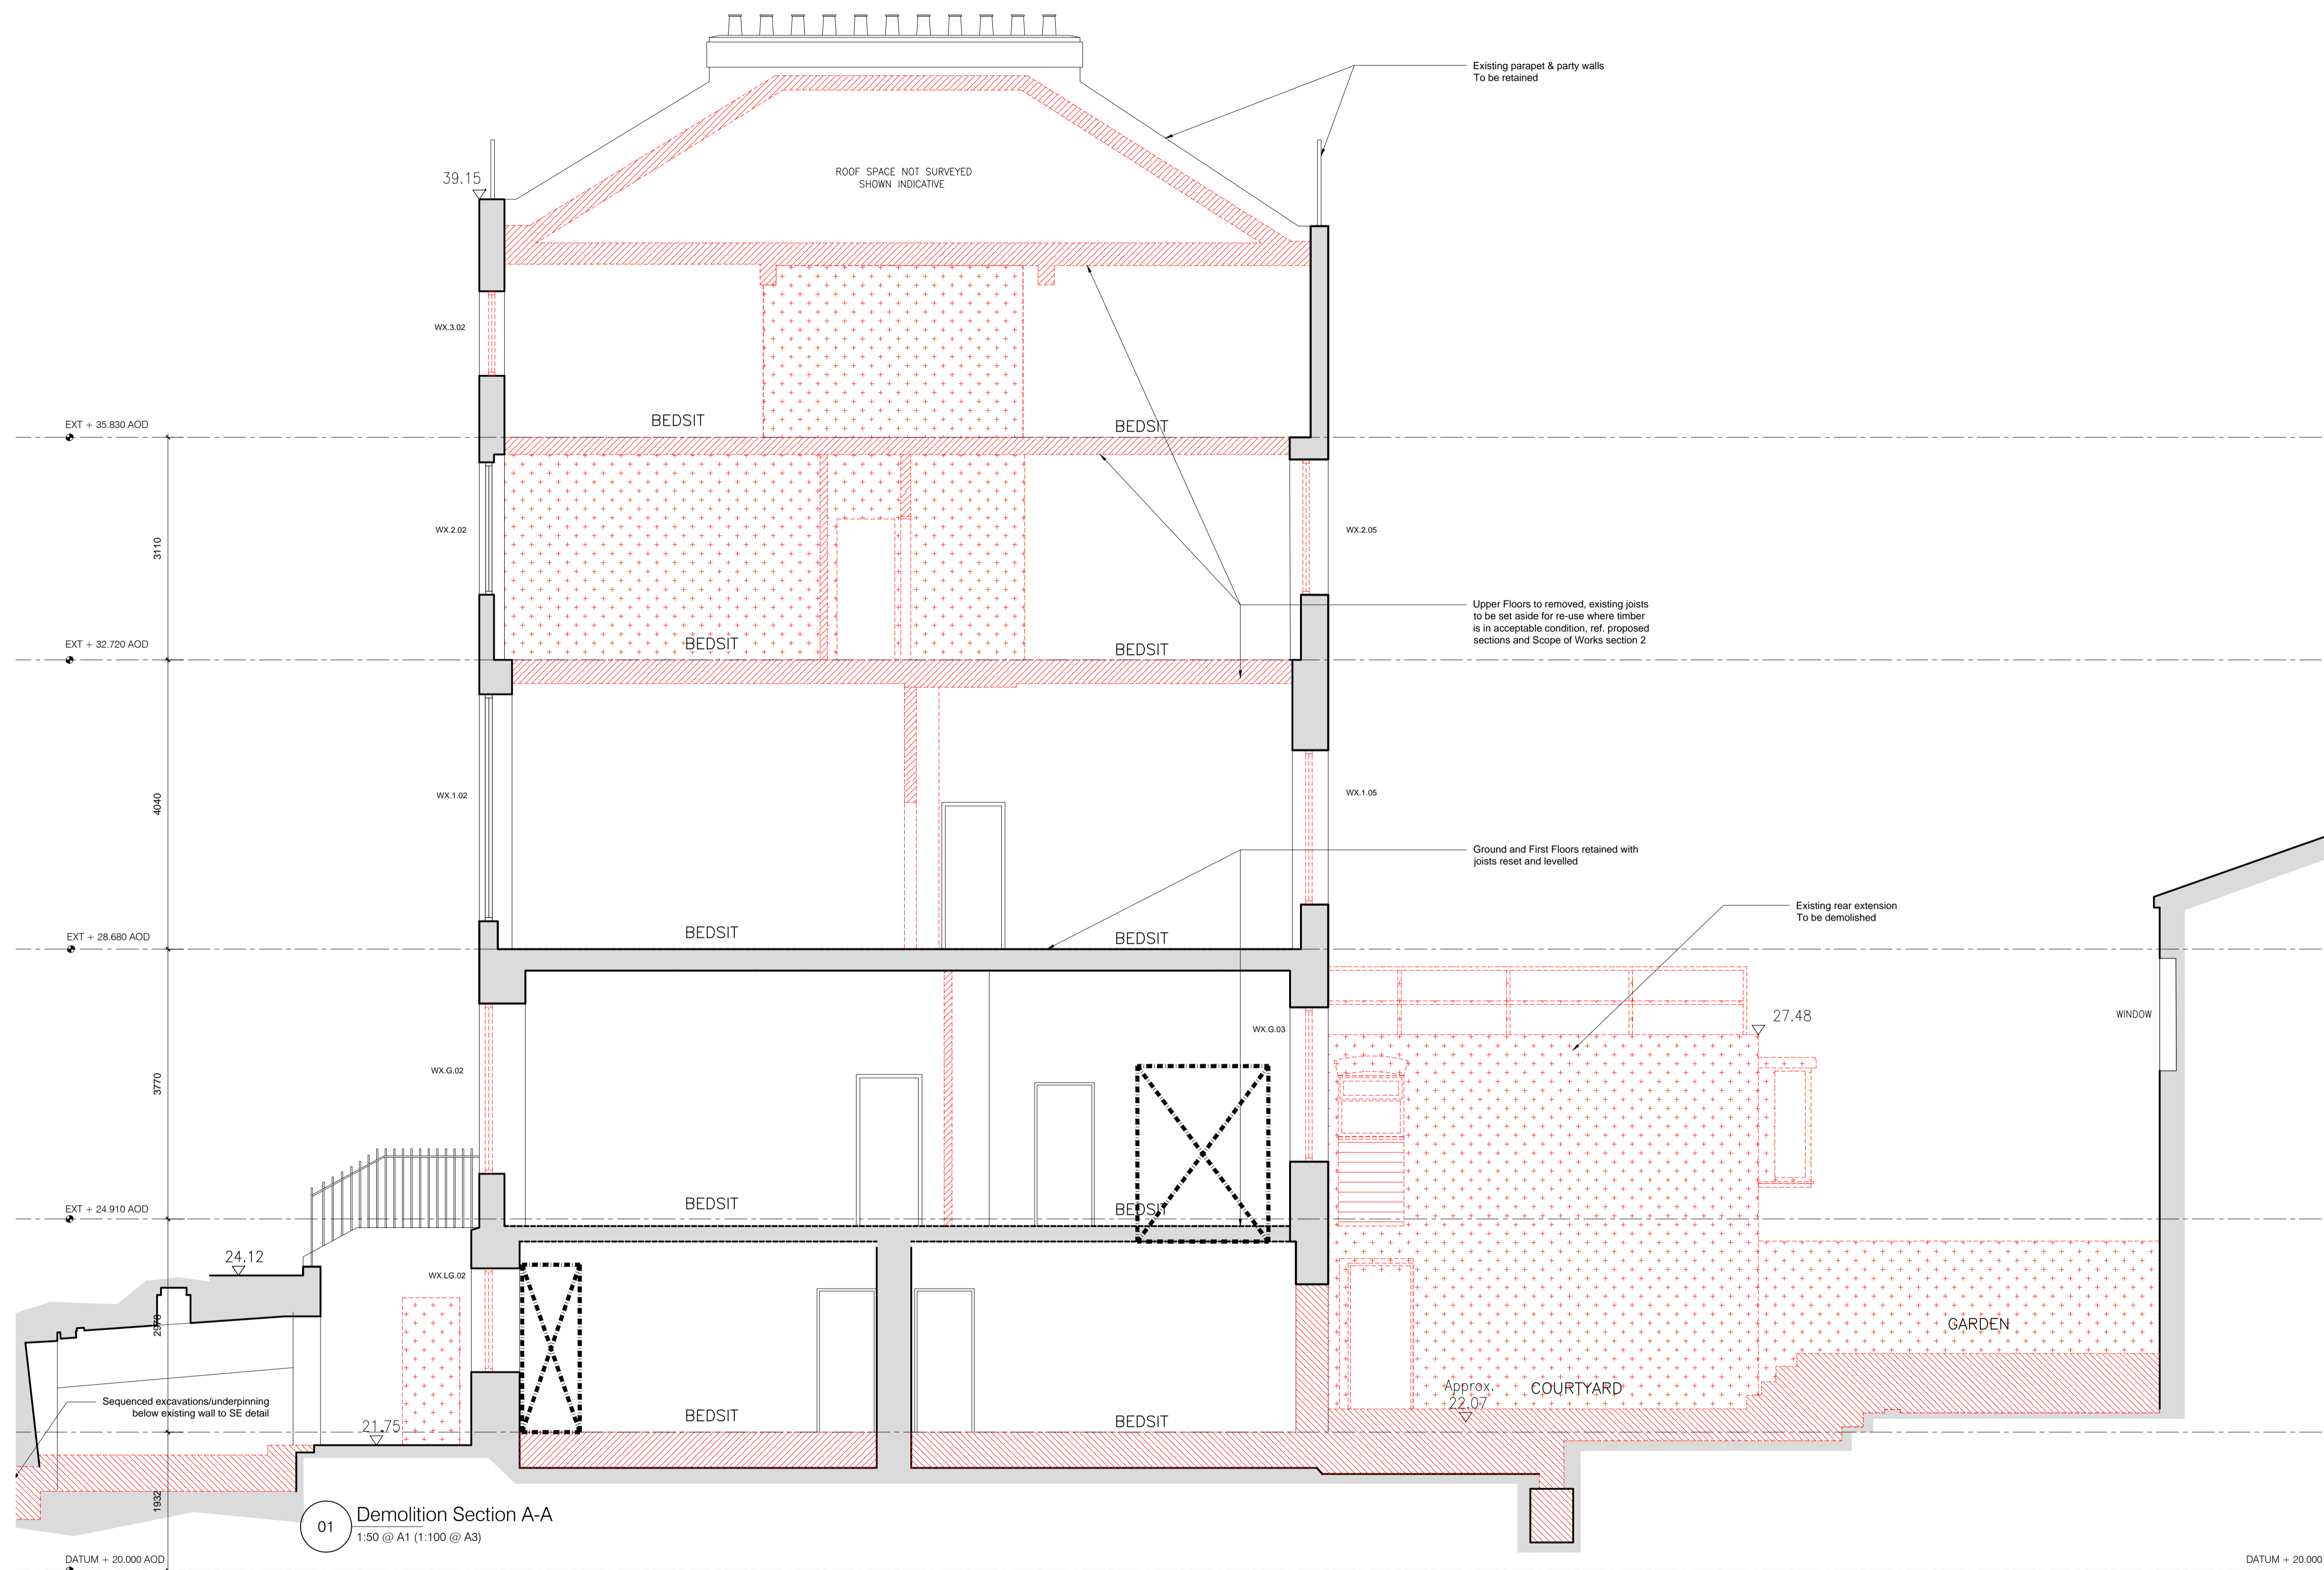 Existing parapet & party walls
To be retained
ROOF SPACE NOT SURVEYED
SHOWN INDICATIVE
39.15
WX.3.02
BEDSIT
BEDSIT
EXT + 35.830 AOD
WX.2.02
WX.2.05
3110
Upper Floors to removed, existing joists
to be set aside for re-use where timber
is in acceptable condition, ref. proposed
sections and Scope of Works section 2
BEDSIT
BEDSIT
EXT + 32.720 AOD
WX.1.02
WX.1.05
4040
Ground and First Floors retained with
joists reset and levelled
Existing rear extension
To be demolished
BEDSIT
BEDSIT
EXT + 28.680 AOD
27.48
WINDOW
WX.G.03
WX.G.02
3770
BEDSIT
BEDSIT
EXT + 24.910 AOD
24.12
WX.LG.02
2978
GARDEN
Approx.
22.07
COURTYARD
Sequenced excavations/underpinning
below existing wall to SE detail
21.75
BEDSIT
BEDSIT
1932
01
Demolition Section A-A
1:50 @ A1 (1:100 @ A3)
DATUM + 20.000 AOD
DATUM + 20.000